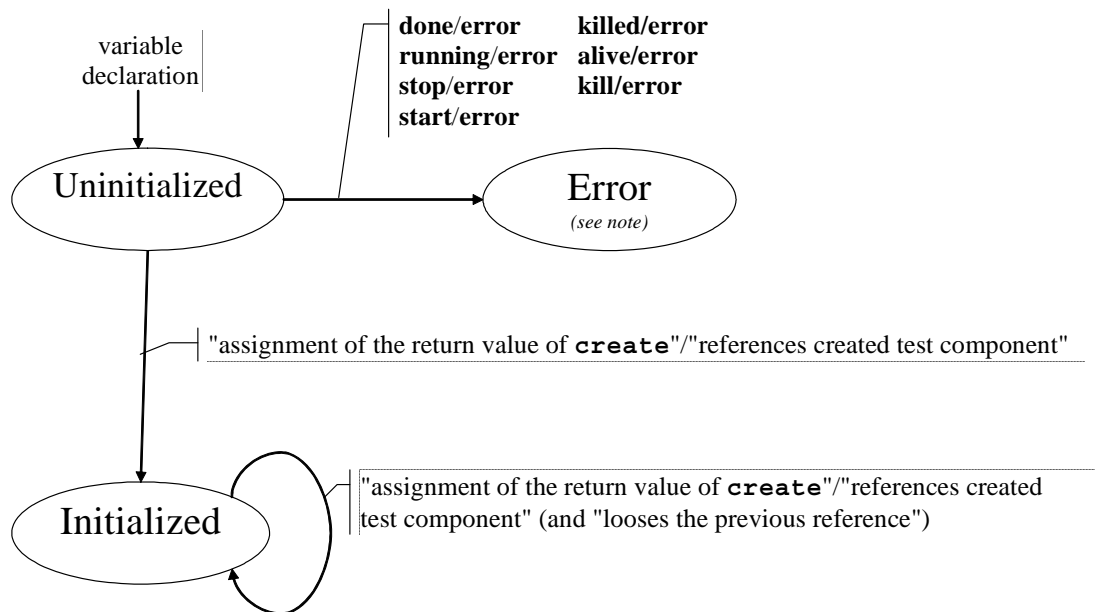 variable
declaration
done/error killed/error
running/error alive/error
stop/error kill/error
start/error
Uninitialized
Error
(see note)
"assignment of the return value of create"/"references created test component"
Initialized
"assignment of the return value of create"/"references created
test component" (and "looses the previous reference")